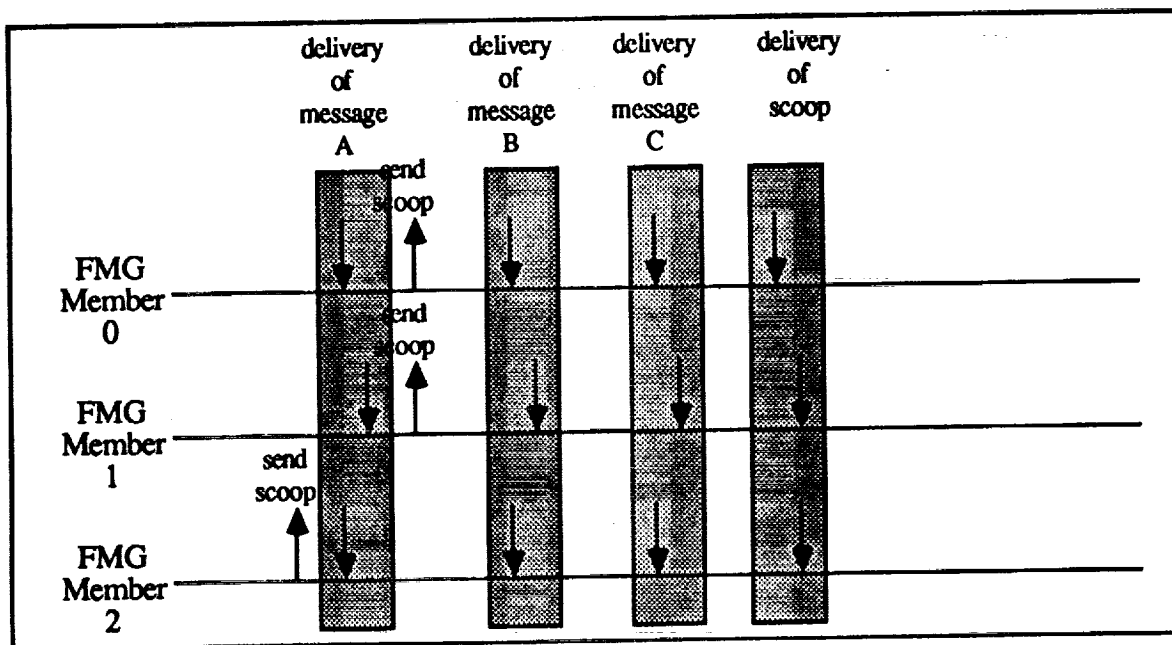 delivery
of
message
A
delivery
of
message
B
delivery
of
message
C
delivery
of
scoop
send
scoop
FMG
Member
0
send
scoop
FMG
Member
1
send
scoop
FMG
Member
2